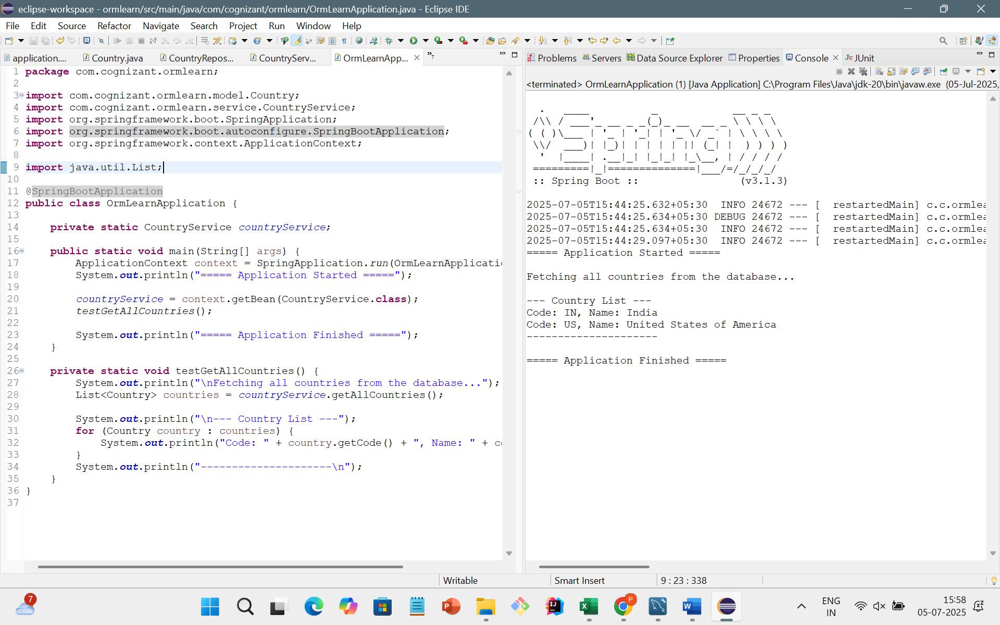 eclipse-workspace - ormlearn/src/main/java/com/cognizant/ormlearn/OrmLearnApplication.java - Eclipse IDE
File Edit Source Refactor Navigate Search Project Run Window Help
application.... Country.java CountryRepos... CountryServ... OrmLearnApp... »7
1 package com.cognizant.ormlearn;
2
3 import com.cognizant.ormlearn.model.Country;
4 import com.cognizant.ormlearn.service.CountryService;
5 import org.springframework.boot.SpringApplication;
6 import org.springframework.boot.autoconfigure.SpringBootApplication;
7 import org.springframework.context.ApplicationContext;
8
9 import java.util.List;
10
11 @SpringBootApplication
12 public class OrmLearnApplication {
13
14     private static CountryService countryService;
15
16     public static void main(String[] args) {
17         ApplicationContext context = SpringApplication.run(OrmLearnApplicati
18         System.out.println("===== Application Started =====");
19
20         countryService = context.getBean(CountryService.class);
21         testGetAllCountries();
22
23         System.out.println("===== Application Finished =====");
24     }
25
26     private static void testGetAllCountries() {
27         System.out.println("\nFetching all countries from the database...");
28         List<Country> countries = countryService.getAllCountries();
29
30         System.out.println("\n--- Country List ---");
31         for (Country country : countries) {
32             System.out.println("Code: " + country.getCode() + ", Name: " + c
33         }
34         System.out.println("---------------------\n");
35     }
36 }
37
Problems Servers Data Source Explorer Properties Console Ju JUnit
<terminated> OrmLearnApplication (1) [Java Application] C:\Program Files\Java\jdk-20\bin\javaw.exe (05-Jul-2025,
  .   ____          _            __ _ _
 /\\ / ___'_ __ _ _(_)_ __  __ _ \ \ \ \
( ( )\___ | '_ | '_| | '_ \/ _` | \ \ \ \
 \\/  ___)| |_)| | | | | || (_| |  ) ) ) )
  '  |____| .__|_| |_|_| |_\__, | / / / /
 =========|_|==============|___/=/_/_/_/
 :: Spring Boot ::                (v3.1.3)
2025-07-05T15:44:25.632+05:30  INFO 24672 --- [  restartedMain] c.c.ormlea
2025-07-05T15:44:25.634+05:30 DEBUG 24672 --- [  restartedMain] c.c.ormlea
2025-07-05T15:44:25.634+05:30  INFO 24672 --- [  restartedMain] c.c.ormlea
2025-07-05T15:44:29.097+05:30  INFO 24672 --- [  restartedMain] c.c.ormlea
===== Application Started =====
Fetching all countries from the database...
--- Country List ---
Code: IN, Name: India
Code: US, Name: United States of America
---------------------
===== Application Finished =====
Writable Smart Insert 9 : 23 : 338
7
ENG
IN
15:58
05-07-2025